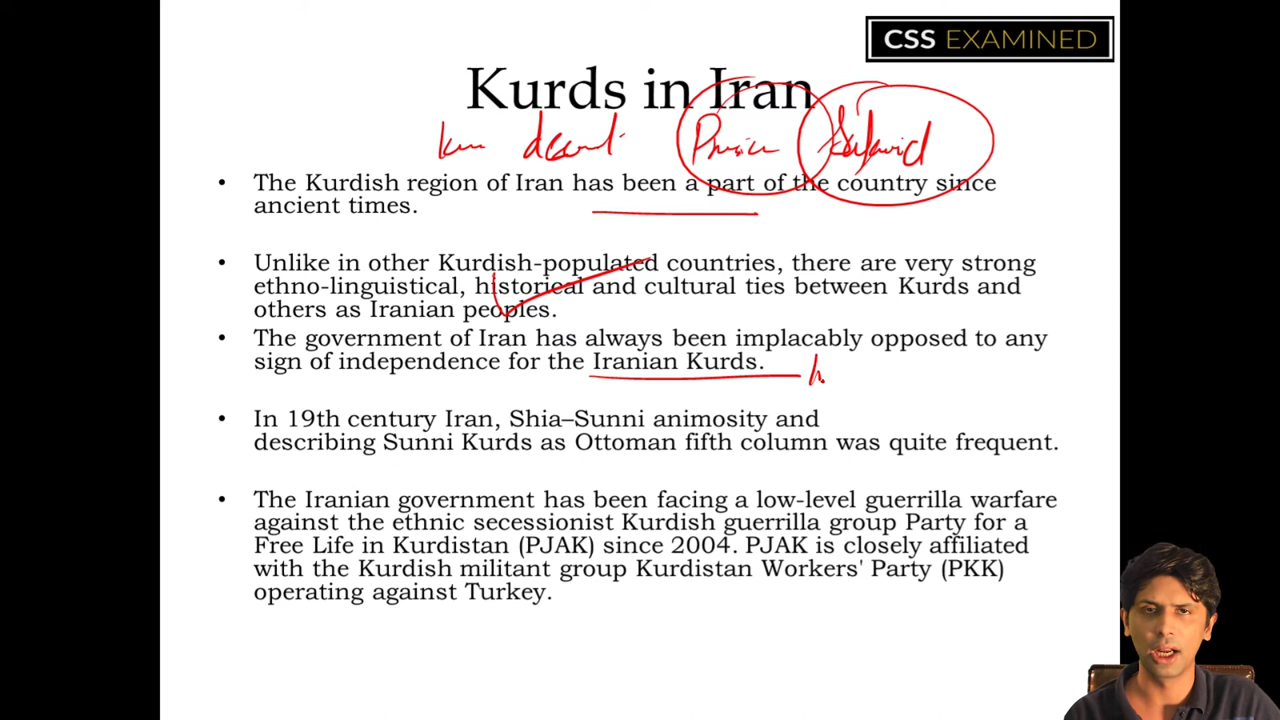 CSS EXAMINED
Kurds in Iran
Safavid
• The Kurdish region of Iran has been a part of the country since
ancient times.
• Unlike in other Kurdish-populated countries, there are very strong
ethno-linguistical, historical and cultural ties between Kurds and
others as Iranian peoples.
• The government of Iran has always been implacably opposed to any
sign of independence for the Iranian Kurds.
• In 19th century Iran, Shia–Sunni animosity and
describing Sunni Kurds as Ottoman fifth column was quite frequent.
• The Iranian government has been facing a low-level guerrilla warfare
against the ethnic secessionist Kurdish guerrilla group Party for a
Free Life in Kurdistan (PJAK) since 2004. PJAK is closely affiliated
with the Kurdish militant group Kurdistan Workers' Party (PKK)
operating against Turkey.